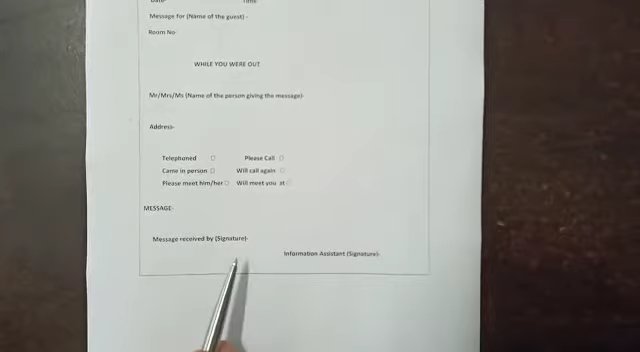 Date- Time-
Message for (Name of the guest) -
Room No-
WHILE YOU WERE OUT
Mr/Mrs/Ms (Name of the person giving the message)-
Address-
Telephoned Please Call
Came in person Will call again
Please meet him/her Will meet you at
MESSAGE-
Message received by (Signature)-
Information Assistant (Signature)-